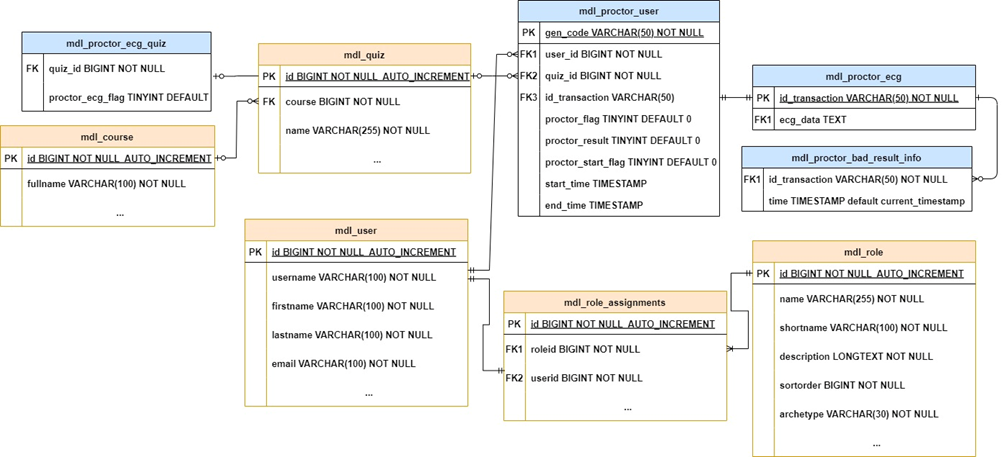 mdl_proctor_ecg_quiz
FK quiz_id BIGINT NOT NULL
proctor_ecg_flag TINYINT DEFAULT
mdl_quiz
PK id BIGINT NOT NULL AUTO_INCREMENT
FK course BIGINT NOT NULL
name VARCHAR(255) NOT NULL
...
mdl_proctor_user
PK gen_code VARCHAR(50) NOT NULL
FK1 user_id BIGINT NOT NULL
FK2 quiz_id BIGINT NOT NULL
FK3 id_transaction VARCHAR(50)
proctor_flag TINYINT DEFAULT 0
proctor_result TINYINT DEFAULT 0
proctor_start_flag TINYINT DEFAULT 0
start_time TIMESTAMP
end_time TIMESTAMP
mdl_proctor_ecg
PK id_transaction VARCHAR(50) NOT NULL
FK1 ecg_data TEXT
mdl_course
PK id BIGINT NOT NULL AUTO_INCREMENT
fullname VARCHAR(100) NOT NULL
...
mdl_proctor_bad_result_info
FK1 id_transaction VARCHAR(50) NOT NULL
time TIMESTAMP default current_timestamp
mdl_user
PK id BIGINT NOT NULL AUTO_INCREMENT
username VARCHAR(100) NOT NULL
firstname VARCHAR(100) NOT NULL
lastname VARCHAR(100) NOT NULL
email VARCHAR(100) NOT NULL
...
mdl_role_assignments
PK id BIGINT NOT NULL AUTO_INCREMENT
FK1 roleid BIGINT NOT NULL
FK2 userid BIGINT NOT NULL
...
mdl_role
PK id BIGINT NOT NULL AUTO_INCREMENT
name VARCHAR(255) NOT NULL
shortname VARCHAR(100) NOT NULL
description LONGTEXT NOT NULL
sortorder BIGINT NOT NULL
archetype VARCHAR(30) NOT NULL
...